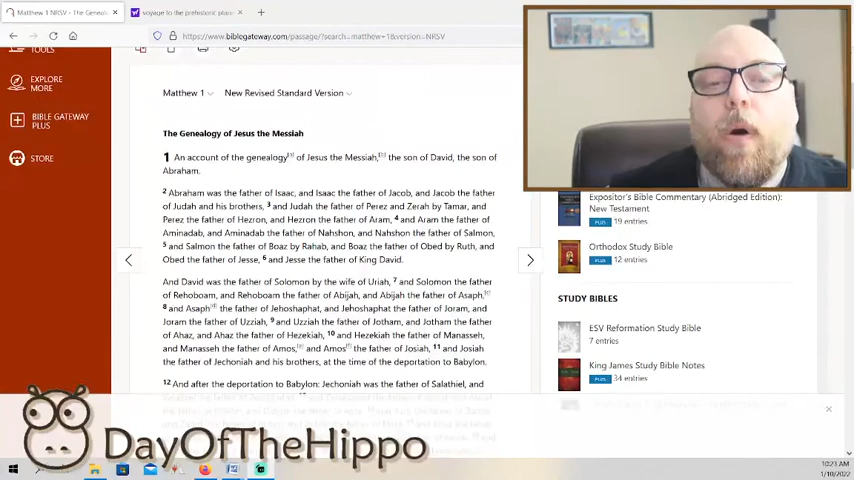 Matthew 1 NRSV - The Genealo
voyage to the prehistoric plane
https://www.biblegateway.com/passage/?search=matthew+1&version=NRSV
TOOLS
EXPLORE
MORE
BIBLE GATEWAY
PLUS
STORE
Matthew 1
New Revised Standard Version
The Genealogy of Jesus the Messiah
1 An account of the genealogy[a] of Jesus the Messiah,[b] the son of David, the son of
Abraham.
2 Abraham was the father of Isaac, and Isaac the father of Jacob, and Jacob the father
of Judah and his brothers, 3 and Judah the father of Perez and Zerah by Tamar, and
Perez the father of Hezron, and Hezron the father of Aram, 4 and Aram the father of
Aminadab, and Aminadab the father of Nahshon, and Nahshon the father of Salmon,
5 and Salmon the father of Boaz by Rahab, and Boaz the father of Obed by Ruth, and
Obed the father of Jesse, 6 and Jesse the father of King David.
And David was the father of Solomon by the wife of Uriah, 7 and Solomon the father
of Rehoboam, and Rehoboam the father of Abijah, and Abijah the father of Asaph,[c]
8 and Asaph[d] the father of Jehoshaphat, and Jehoshaphat the father of Joram, and
Joram the father of Uzziah, 9 and Uzziah the father of Jotham, and Jotham the father
of Ahaz, and Ahaz the father of Hezekiah, 10 and Hezekiah the father of Manasseh,
and Manasseh the father of Amos,[e] and Amos[f] the father of Josiah, 11 and Josiah
the father of Jechoniah and his brothers, at the time of the deportation to Babylon.
12 And after the deportation to Babylon: Jechoniah was the father of Salathiel, and
Expositor's Bible Commentary (Abridged Edition):
New Testament
PLUS 19 entries
Orthodox Study Bible
PLUS 12 entries
STUDY BIBLES
ESV Reformation Study Bible
7 entries
King James Study Bible Notes
PLUS 34 entries
DayOfTheHippo
10:23 AM
1/10/2022